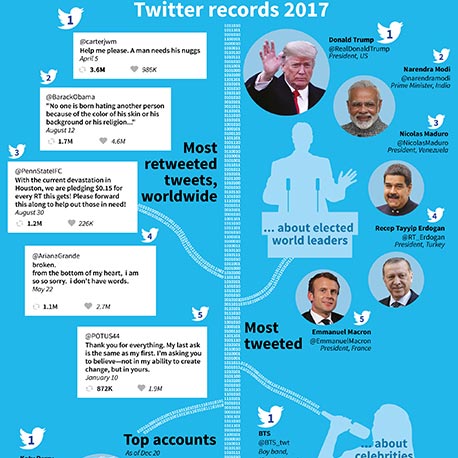 Twitter records 2017
1
@carterjwm
Help me please. A man needs his nuggs
April 5
3.6M 986K
2
@BarackObama
"No one is born hating another person
because of the color of his skin or his
background or his religion..."
August 12
1.7M 4.6M
3
@PennStateIFC
With the current devastation in
Houston, we are pledging $0.15 for
every RT this gets! Please forward
this along to help out those in need!
August 30
1.2M 226K
4
@ArianaGrande
broken.
from the bottom of my heart, i am
so so sorry. i don't have words.
May 22
1.1M 2.7M
5
@POTUS44
Thank you for everything. My last ask
is the same as my first. I'm asking you
to believe—not in my ability to create
change, but in yours.
January 10
872K 1.9M
Most
retweeted
tweets,
worldwide
1
Donald Trump
@RealDonaldTrump
President, US
2
Narendra Modi
@narendramodi
Prime Minister, India
3
Nicolas Maduro
@NicolasMaduro
President, Venezuela
4
Recep Tayyip Erdogan
@RT_Erdogan
President, Turkey
5
Emmanuel Macron
@EmmanuelMacron
President, France
... about elected
world leaders
Most
tweeted
1
Top accounts
As of Dec 20
1
BTS
@BTS_twt
Boy band,
... about
celebrities